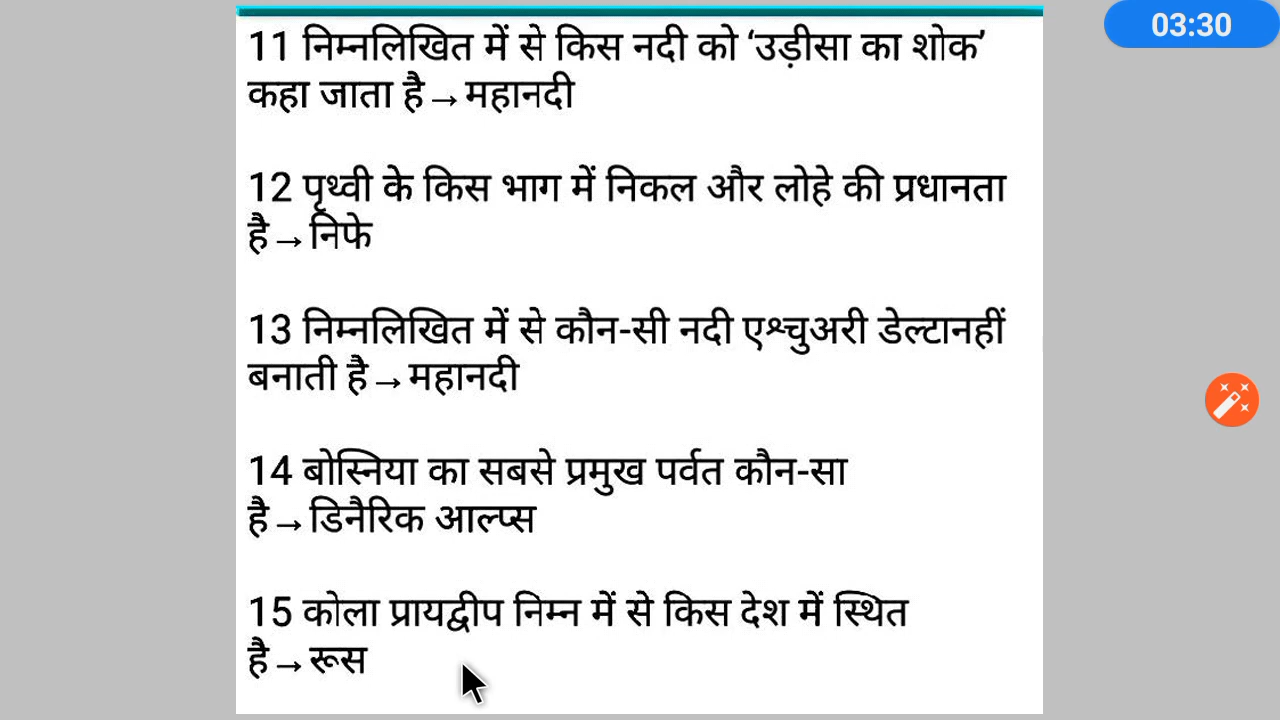 03:30
11 निम्नलिखित में से किस नदी को ‘उड़ीसा का शोक’
कहा जाता है→महानदी
12 पृथ्वी के किस भाग में निकल और लोहे की प्रधानता
है→निफे
13 निम्नलिखित में से कौन-सी नदी एश्चुअरी डेल्टानहीं
बनाती है→महानदी
14 बोस्निया का सबसे प्रमुख पर्वत कौन-सा
है→डिनैरिक आल्प्स
15 कोला प्रायद्वीप निम्न में से किस देश में स्थित
है→रूस